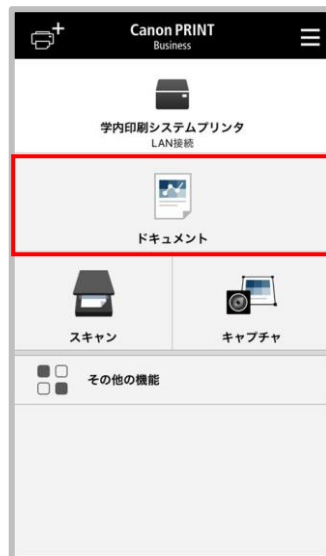 Canon PRINT
Business
学内印刷システムプリンタ
LAN接続
ドキュメント
スキャン
キャプチャ
その他の機能